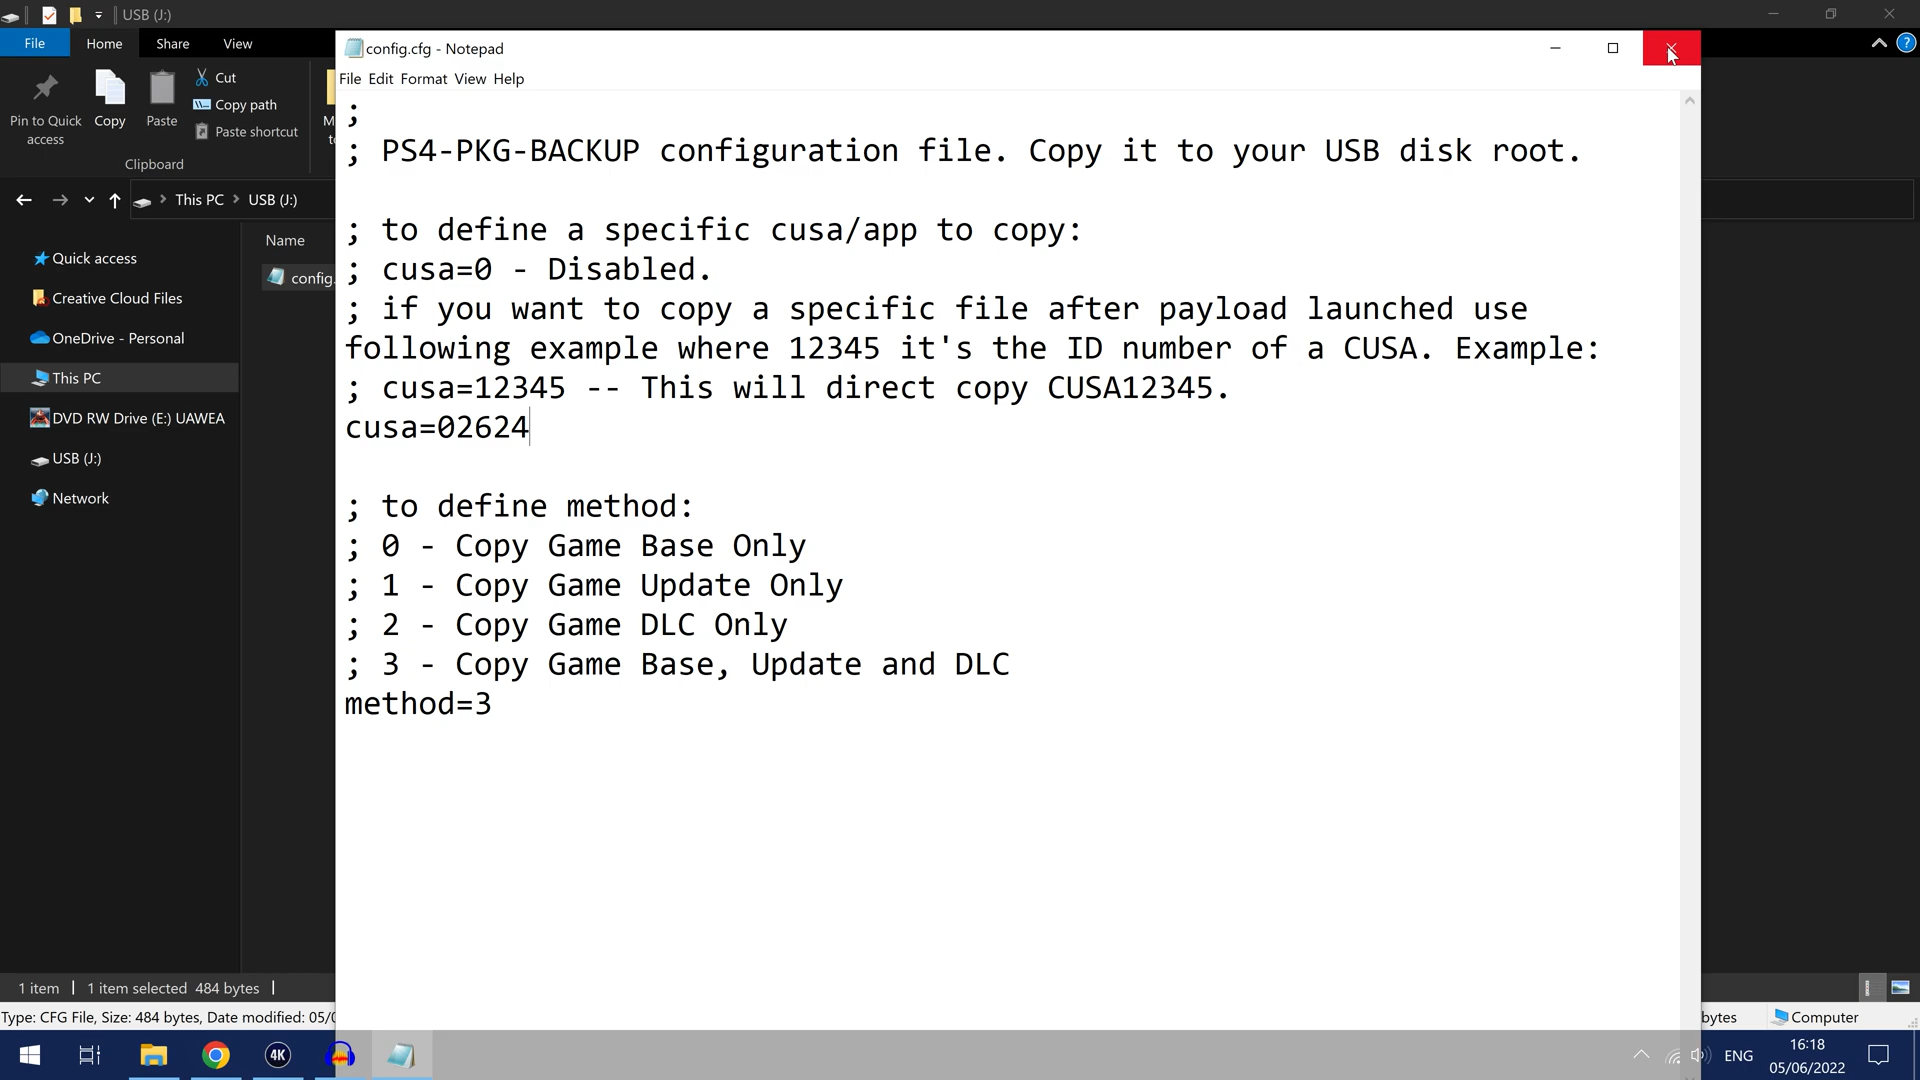 USB (J:)
File
Home
Share
View
config.cfg - Notepad
File Edit Format View Help
Pin to Quick access
Copy
Paste
Cut
Copy path
Paste shortcut
Clipboard
This PC
USB (J:)
Name
config.
Quick access
Creative Cloud Files
OneDrive - Personal
This PC
DVD RW Drive (E:) UAWEA
USB (J:)
Network
;
; PS4-PKG-BACKUP configuration file. Copy it to your USB disk root.
; to define a specific cusa/app to copy:
; cusa=0 - Disabled.
; if you want to copy a specific file after payload launched use
following example where 12345 it's the ID number of a CUSA. Example:
; cusa=12345 -- This will direct copy CUSA12345.
cusa=02624
; to define method:
; 0 - Copy Game Base Only
; 1 - Copy Game Update Only
; 2 - Copy Game DLC Only
; 3 - Copy Game Base, Update and DLC
method=3
1 item
1 item selected 484 bytes
Type: CFG File, Size: 484 bytes, Date modified: 05/
bytes
Computer
4K
ENG
16:18
05/06/2022